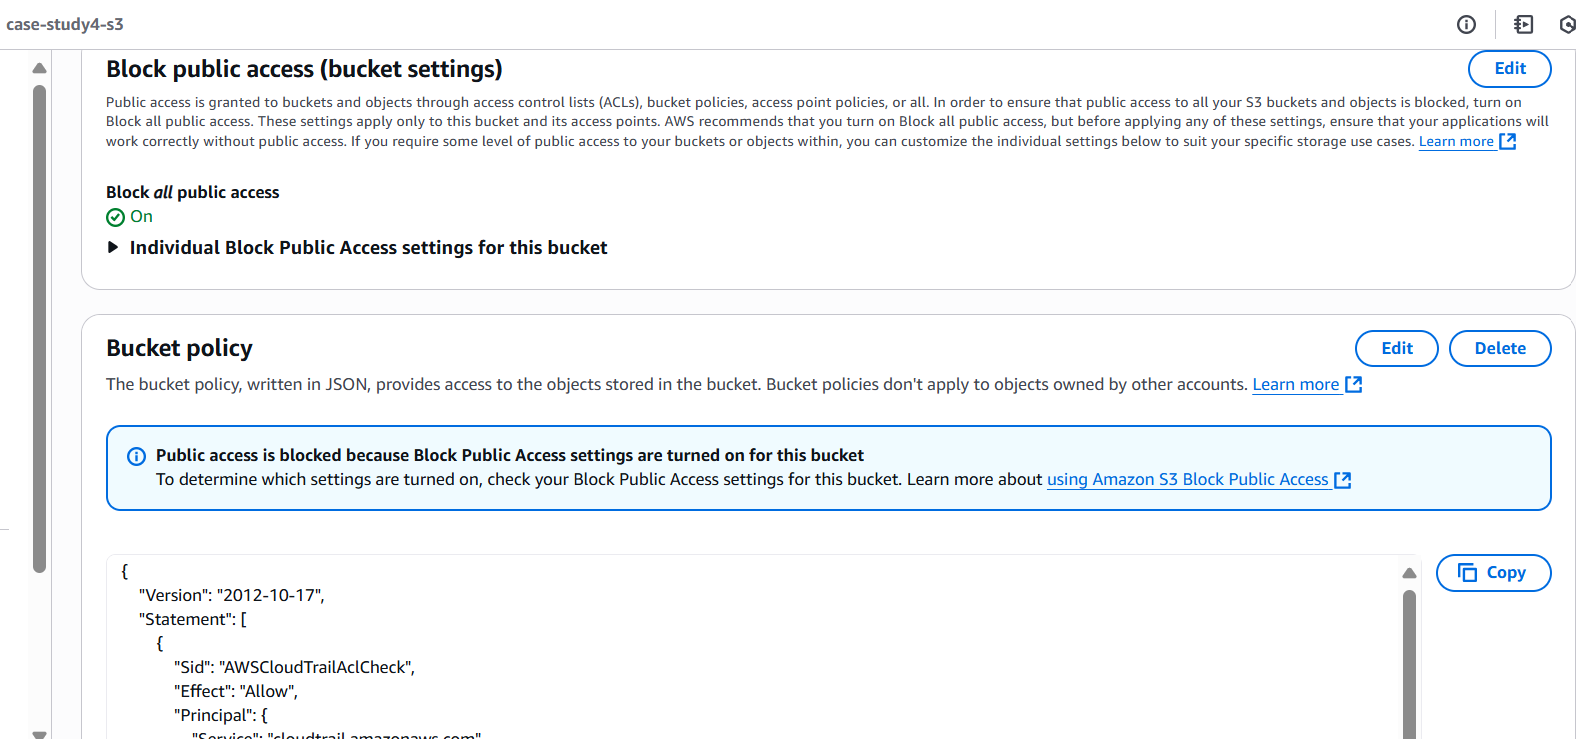 case-study4-s3
Block public access (bucket settings)
Edit
Public access is granted to buckets and objects through access control lists (ACLs), bucket policies, access point policies, or all. In order to ensure that public access to all your S3 buckets and objects is blocked, turn on
Block all public access. These settings apply only to this bucket and its access points. AWS recommends that you turn on Block all public access, but before applying any of these settings, ensure that your applications will
work correctly without public access. If you require some level of public access to your buckets or objects within, you can customize the individual settings below to suit your specific storage use cases. Learn more
Block all public access
On
Individual Block Public Access settings for this bucket
Bucket policy
Edit
Delete
The bucket policy, written in JSON, provides access to the objects stored in the bucket. Bucket policies don't apply to objects owned by other accounts. Learn more
Public access is blocked because Block Public Access settings are turned on for this bucket
To determine which settings are turned on, check your Block Public Access settings for this bucket. Learn more about using Amazon S3 Block Public Access
{
Copy
"Version": "2012-10-17",
"Statement": [
{
"Sid": "AWSCloudTrailAclCheck",
"Effect": "Allow",
"Principal": {
"Service": "cloudtrail.amazonaws.com"